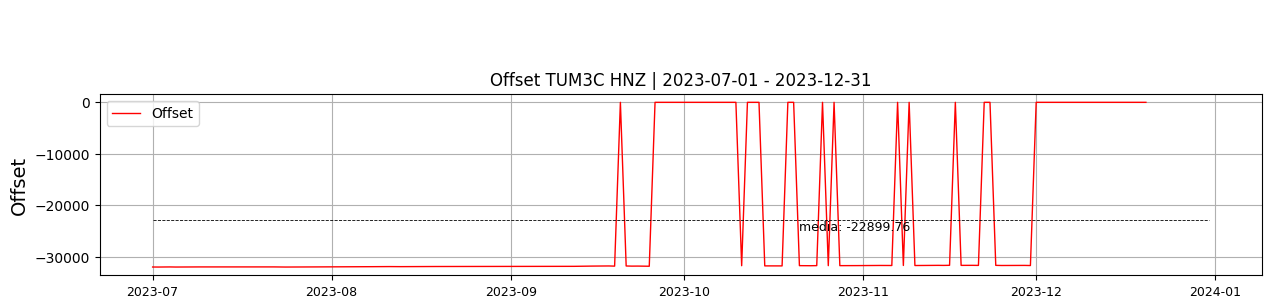 Offset TUM3C HNZ | 2023-07-01 - 2023-12-31
Offset
Offset
0
−10000
−20000
−30000
media: -22899.76
2023-07
2023-08
2023-09
2023-10
2023-11
2023-12
2024-01